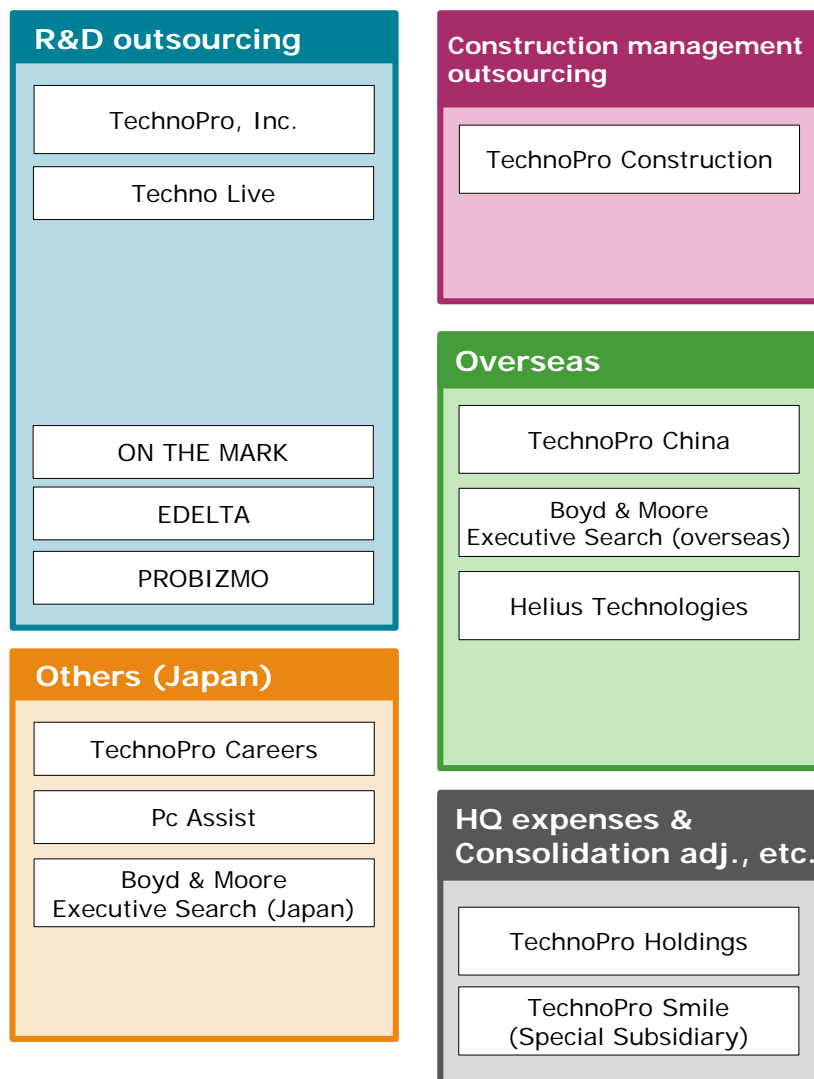 R&D outsourcing
TechnoPro, Inc.
Techno Live
ON THE MARK
EDELTA
PROBIZMO
Others (Japan)
TechnoPro Careers
Pc Assist
Boyd & Moore
Executive Search (Japan)
Construction management
outsourcing
TechnoPro Construction
Overseas
TechnoPro China
Boyd & Moore
Executive Search (overseas)
Helius Technologies
HQ expenses &
Consolidation adj., etc.
TechnoPro Holdings
TechnoPro Smile
(Special Subsidiary)